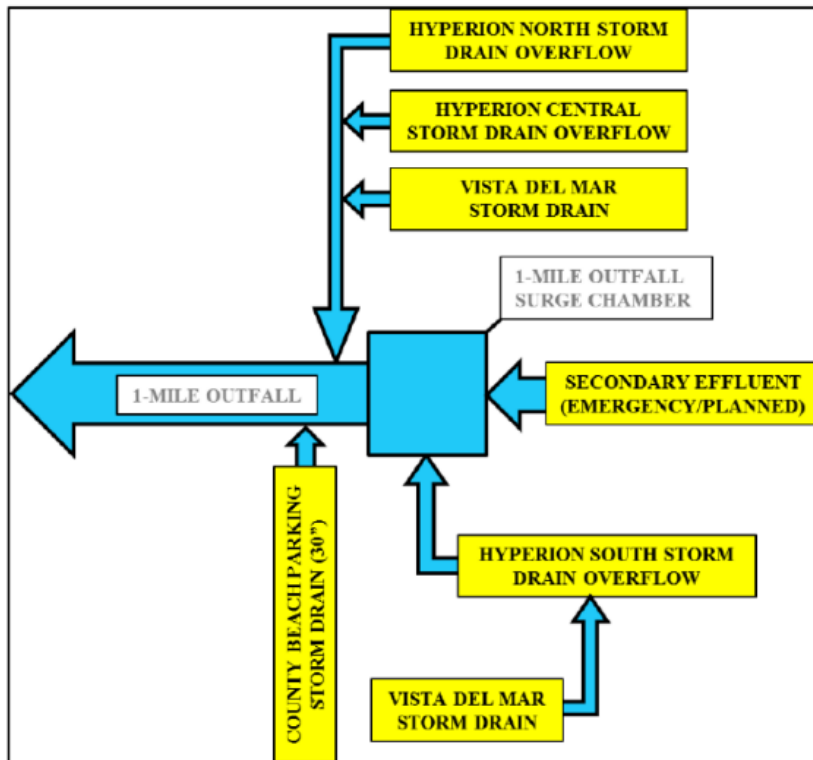 HYPERION NORTH STORM
DRAIN OVERFLOW
HYPERION CENTRAL
STORM DRAIN OVERFLOW
VISTA DEL MAR
STORM DRAIN
1-MILE OUTFALL
SURGE CHAMBER
1-MILE OUTFALL
SECONDARY EFFLUENT
(EMERGENCY/PLANNED)
COUNTY BEACH PARKING
STORM DRAIN (30”)
HYPERION SOUTH STORM
DRAIN OVERFLOW
VISTA DEL MAR
STORM DRAIN